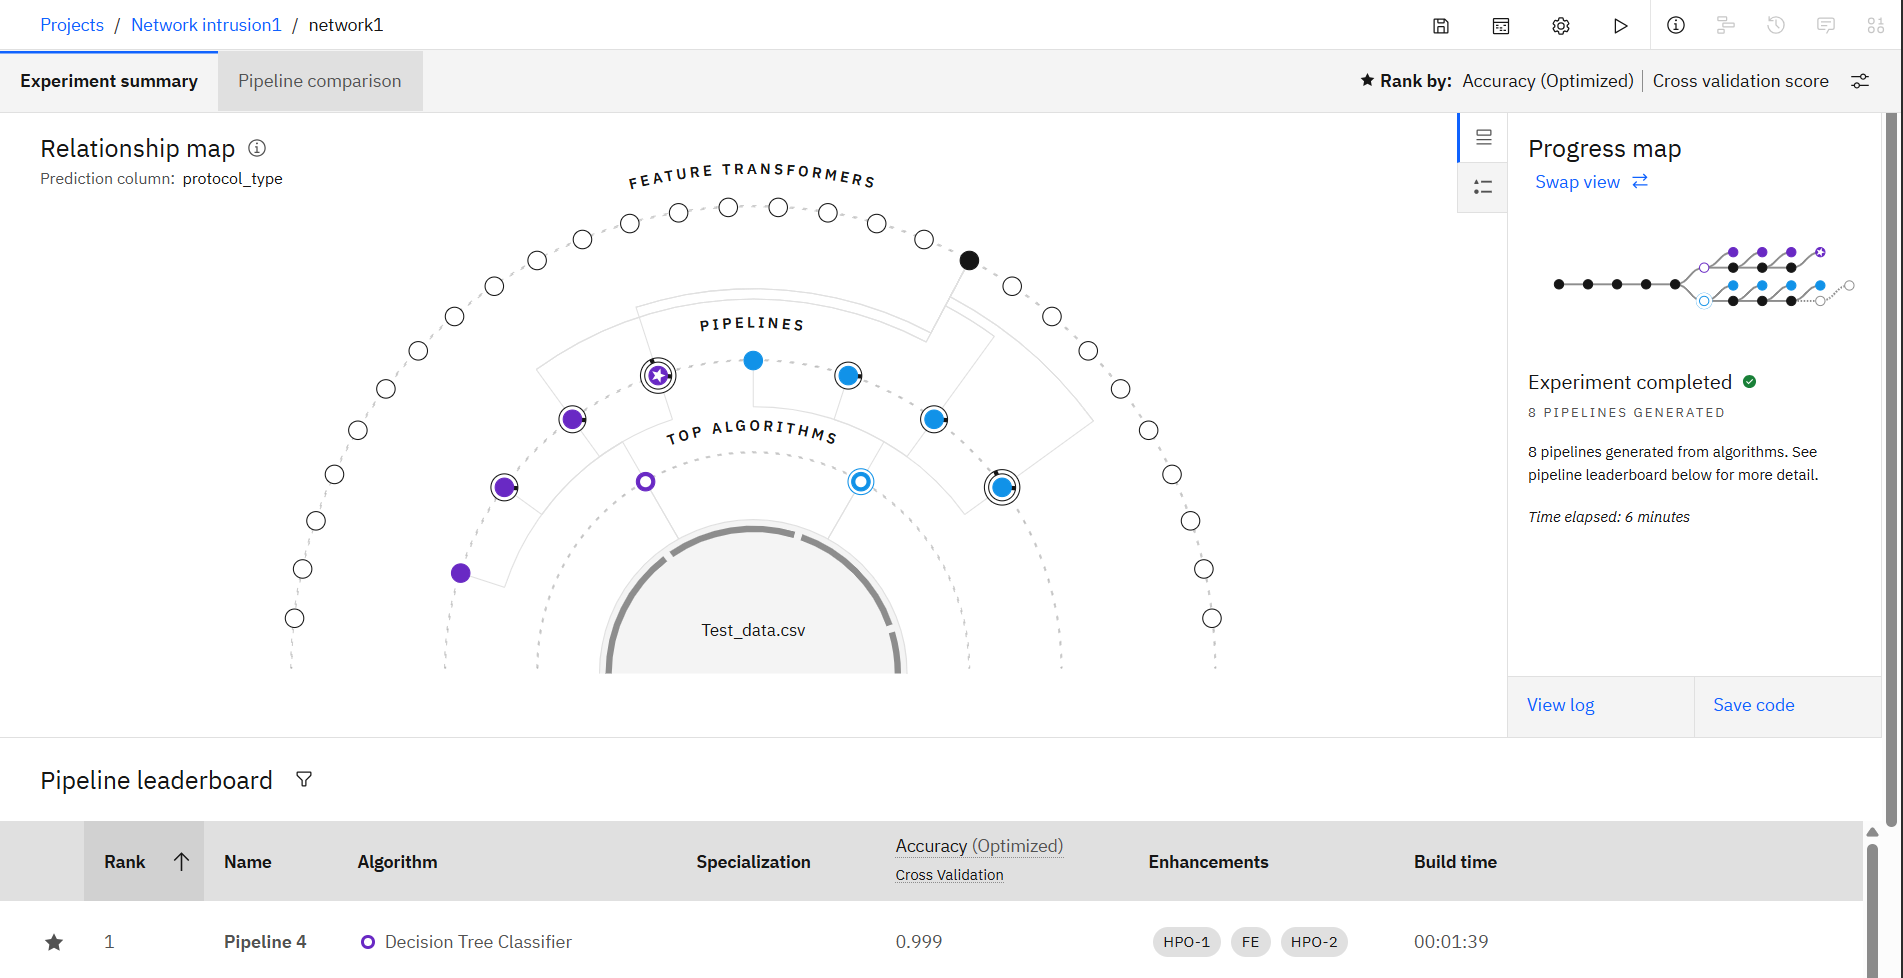 Projects / Network intrusion1 / network1
Experiment summary
Pipeline comparison
Rank by: Accuracy (Optimized) | Cross validation score
Relationship map
Prediction column: protocol_type
FEATURE TRANSFORMERS
PIPELINES
TOP ALGORITHMS
Test_data.csv
Progress map
Swap view
Experiment completed
8 PIPELINES GENERATED
8 pipelines generated from algorithms. See
pipeline leaderboard below for more detail.
Time elapsed: 6 minutes
View log
Save code
Pipeline leaderboard
Rank Name Algorithm Specialization Accuracy (Optimized) Enhancements Build time
Cross Validation
1 Pipeline 4 Decision Tree Classifier 0.999 HPO-1 FE HPO-2 00:01:39